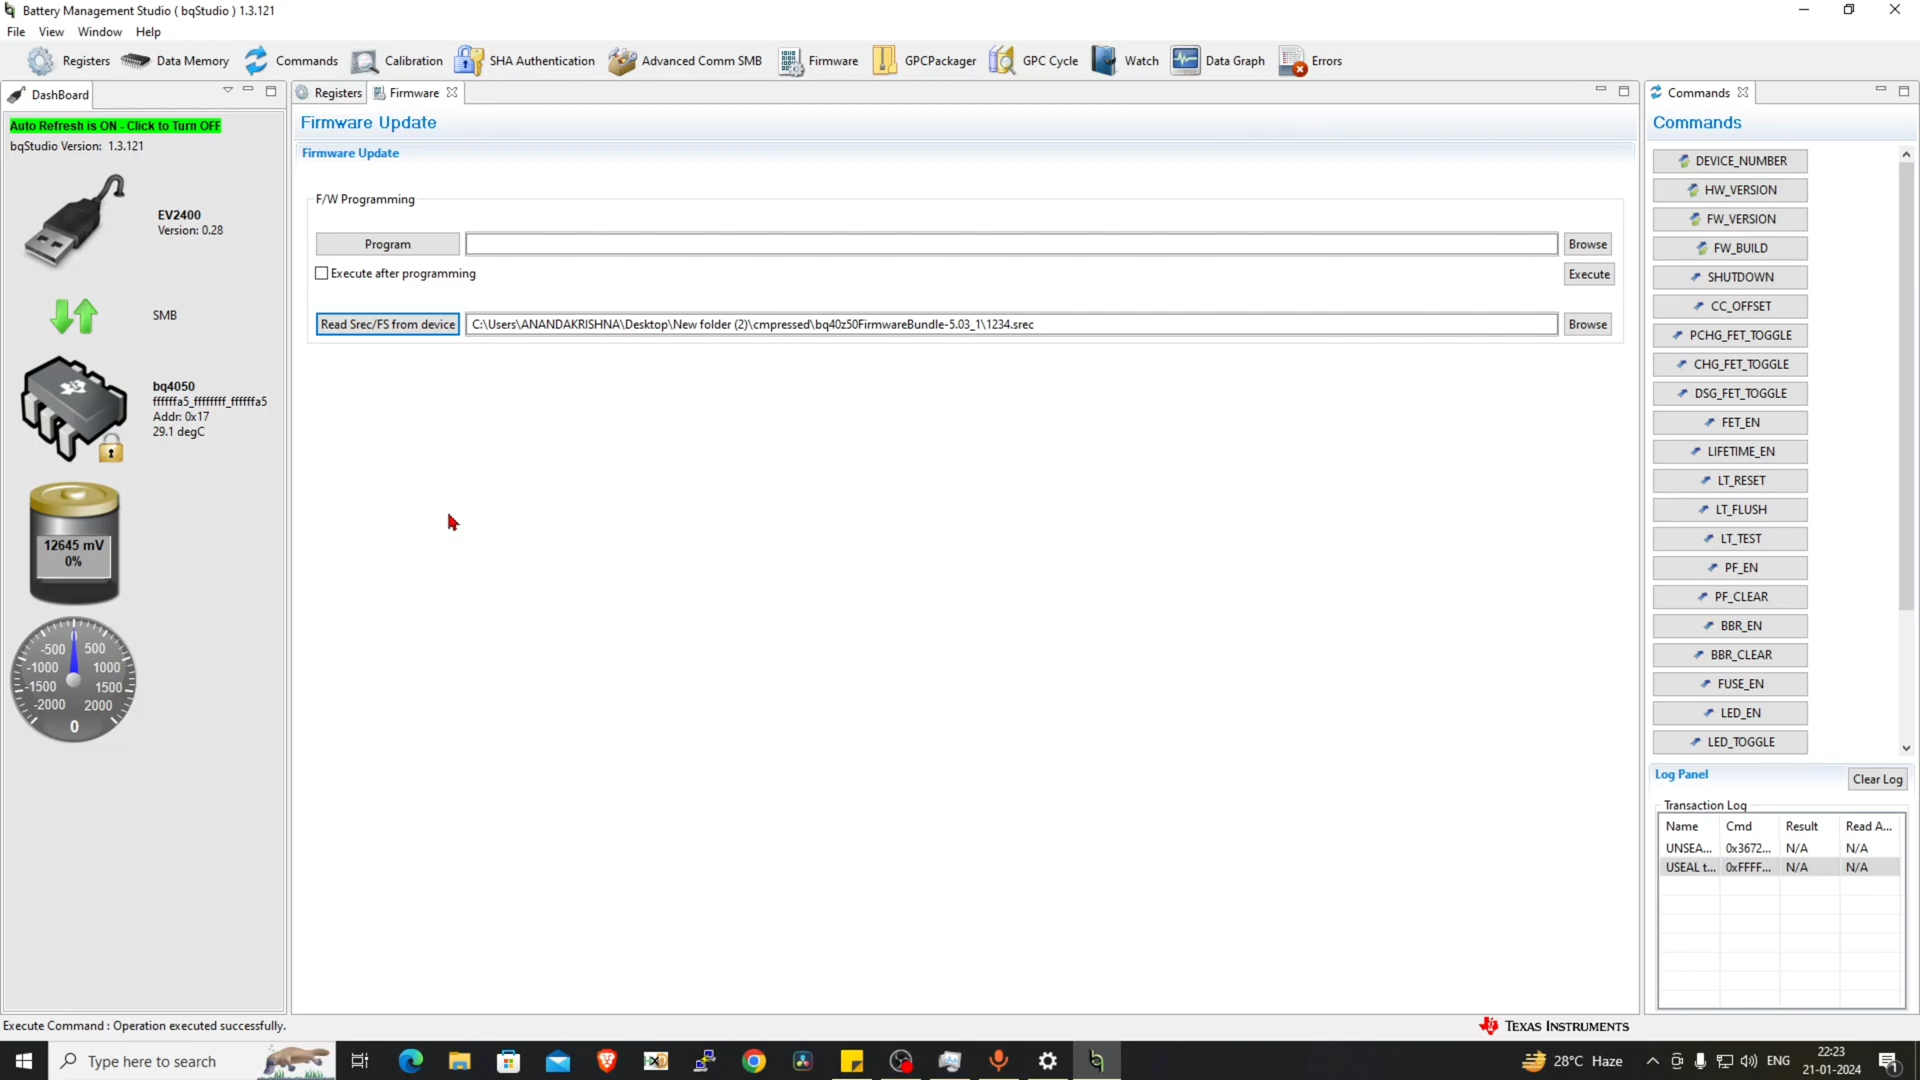 Battery Management Studio ( bqStudio ) 1.3.121
File View Window Help
Registers Data Memory Commands Calibration SHA Authentication Advanced Comm SMB Firmware GPCPackager GPC Cycle Watch Data Graph Errors
DashBoard
Auto Refresh is ON - Click to Turn OFF
bqStudio Version: 1.3.121
EV2400
Version: 0.28
SMB
bq4050
ffffffa5_ffffffff_ffffffa5
Addr: 0x17
29.1 degC
12645 mV
0%
-500 500
-1000 1000
-1500 1500
-2000 2000
0
Registers Firmware
Firmware Update
Firmware Update
F/W Programming
Program Browse
Execute after programming Execute
Read Srec/FS from device C:\Users\ANANDAKRISHNA\Desktop\New folder (2)\cmpressed\bq40z50FirmwareBundle-5.03_1\1234.srec Browse
Commands
Commands
DEVICE_NUMBER
HW_VERSION
FW_VERSION
FW_BUILD
SHUTDOWN
CC_OFFSET
PCHG_FET_TOGGLE
CHG_FET_TOGGLE
DSG_FET_TOGGLE
FET_EN
LIFETIME_EN
LT_RESET
LT_FLUSH
LT_TEST
PF_EN
PF_CLEAR
BBR_EN
BBR_CLEAR
FUSE_EN
LED_EN
LED_TOGGLE
Log Panel Clear Log
Transaction Log
Name Cmd Result Read A...
UNSEA... 0x3672... N/A N/A
USEAL t... 0xFFFF... N/A N/A
Execute Command : Operation executed successfully.
TEXAS INSTRUMENTS
Type here to search
28°C Haze
ENG
22:23
21-01-2024
1